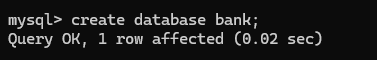 mysql> create database bank;
Query OK, 1 row affected (0.02 sec)